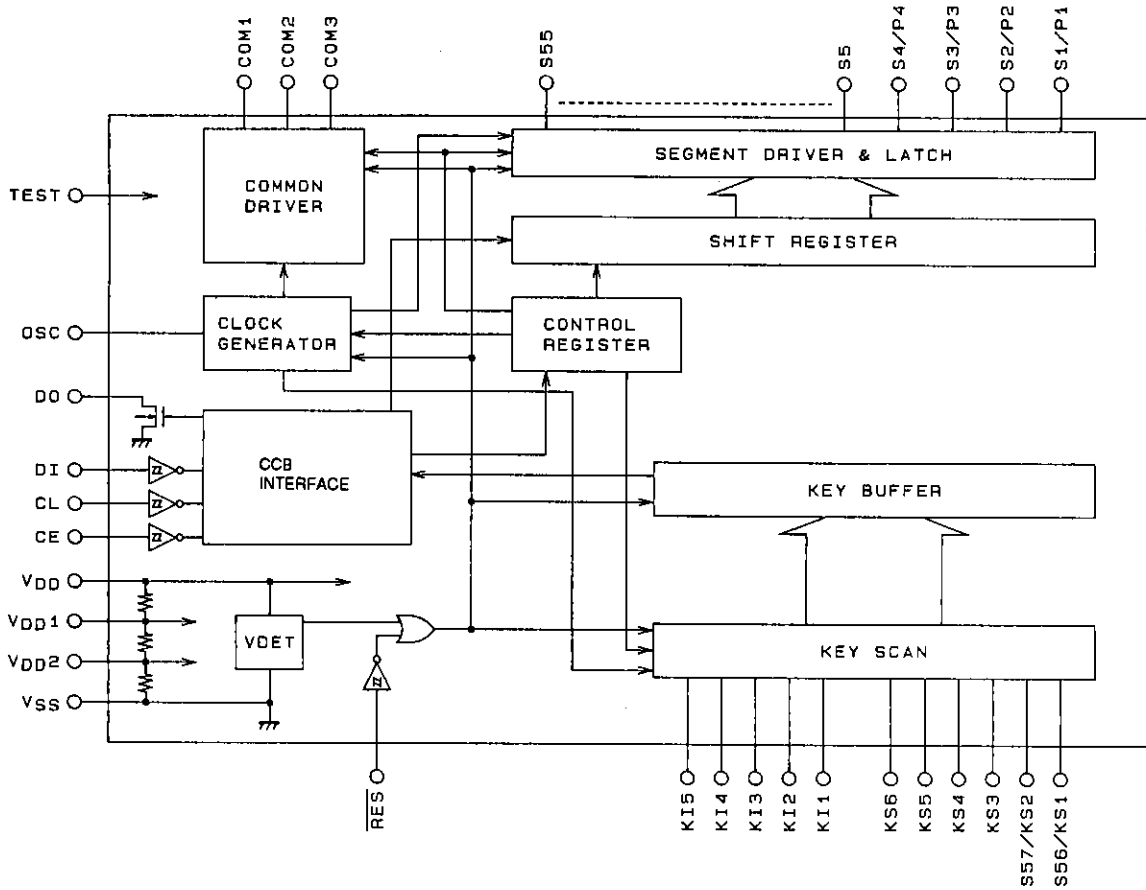 COM1
COM2
COM3
S55
S5
S4/P4
S3/P3
S2/P2
S1/P1
SEGMENT DRIVER & LATCH
COMMON
DRIVER
TEST
SHIFT REGISTER
OSC
CLOCK
GENERATOR
CONTROL
REGISTER
DO
DI
CL
CE
CCB
INTERFACE
KEY BUFFER
VDD
VDD1
VDD2
VSS
VDET
KEY SCAN
RES
KI5
KI4
KI3
KI2
KI1
KS6
KS5
KS4
KS3
S57/KS2
S56/KS1